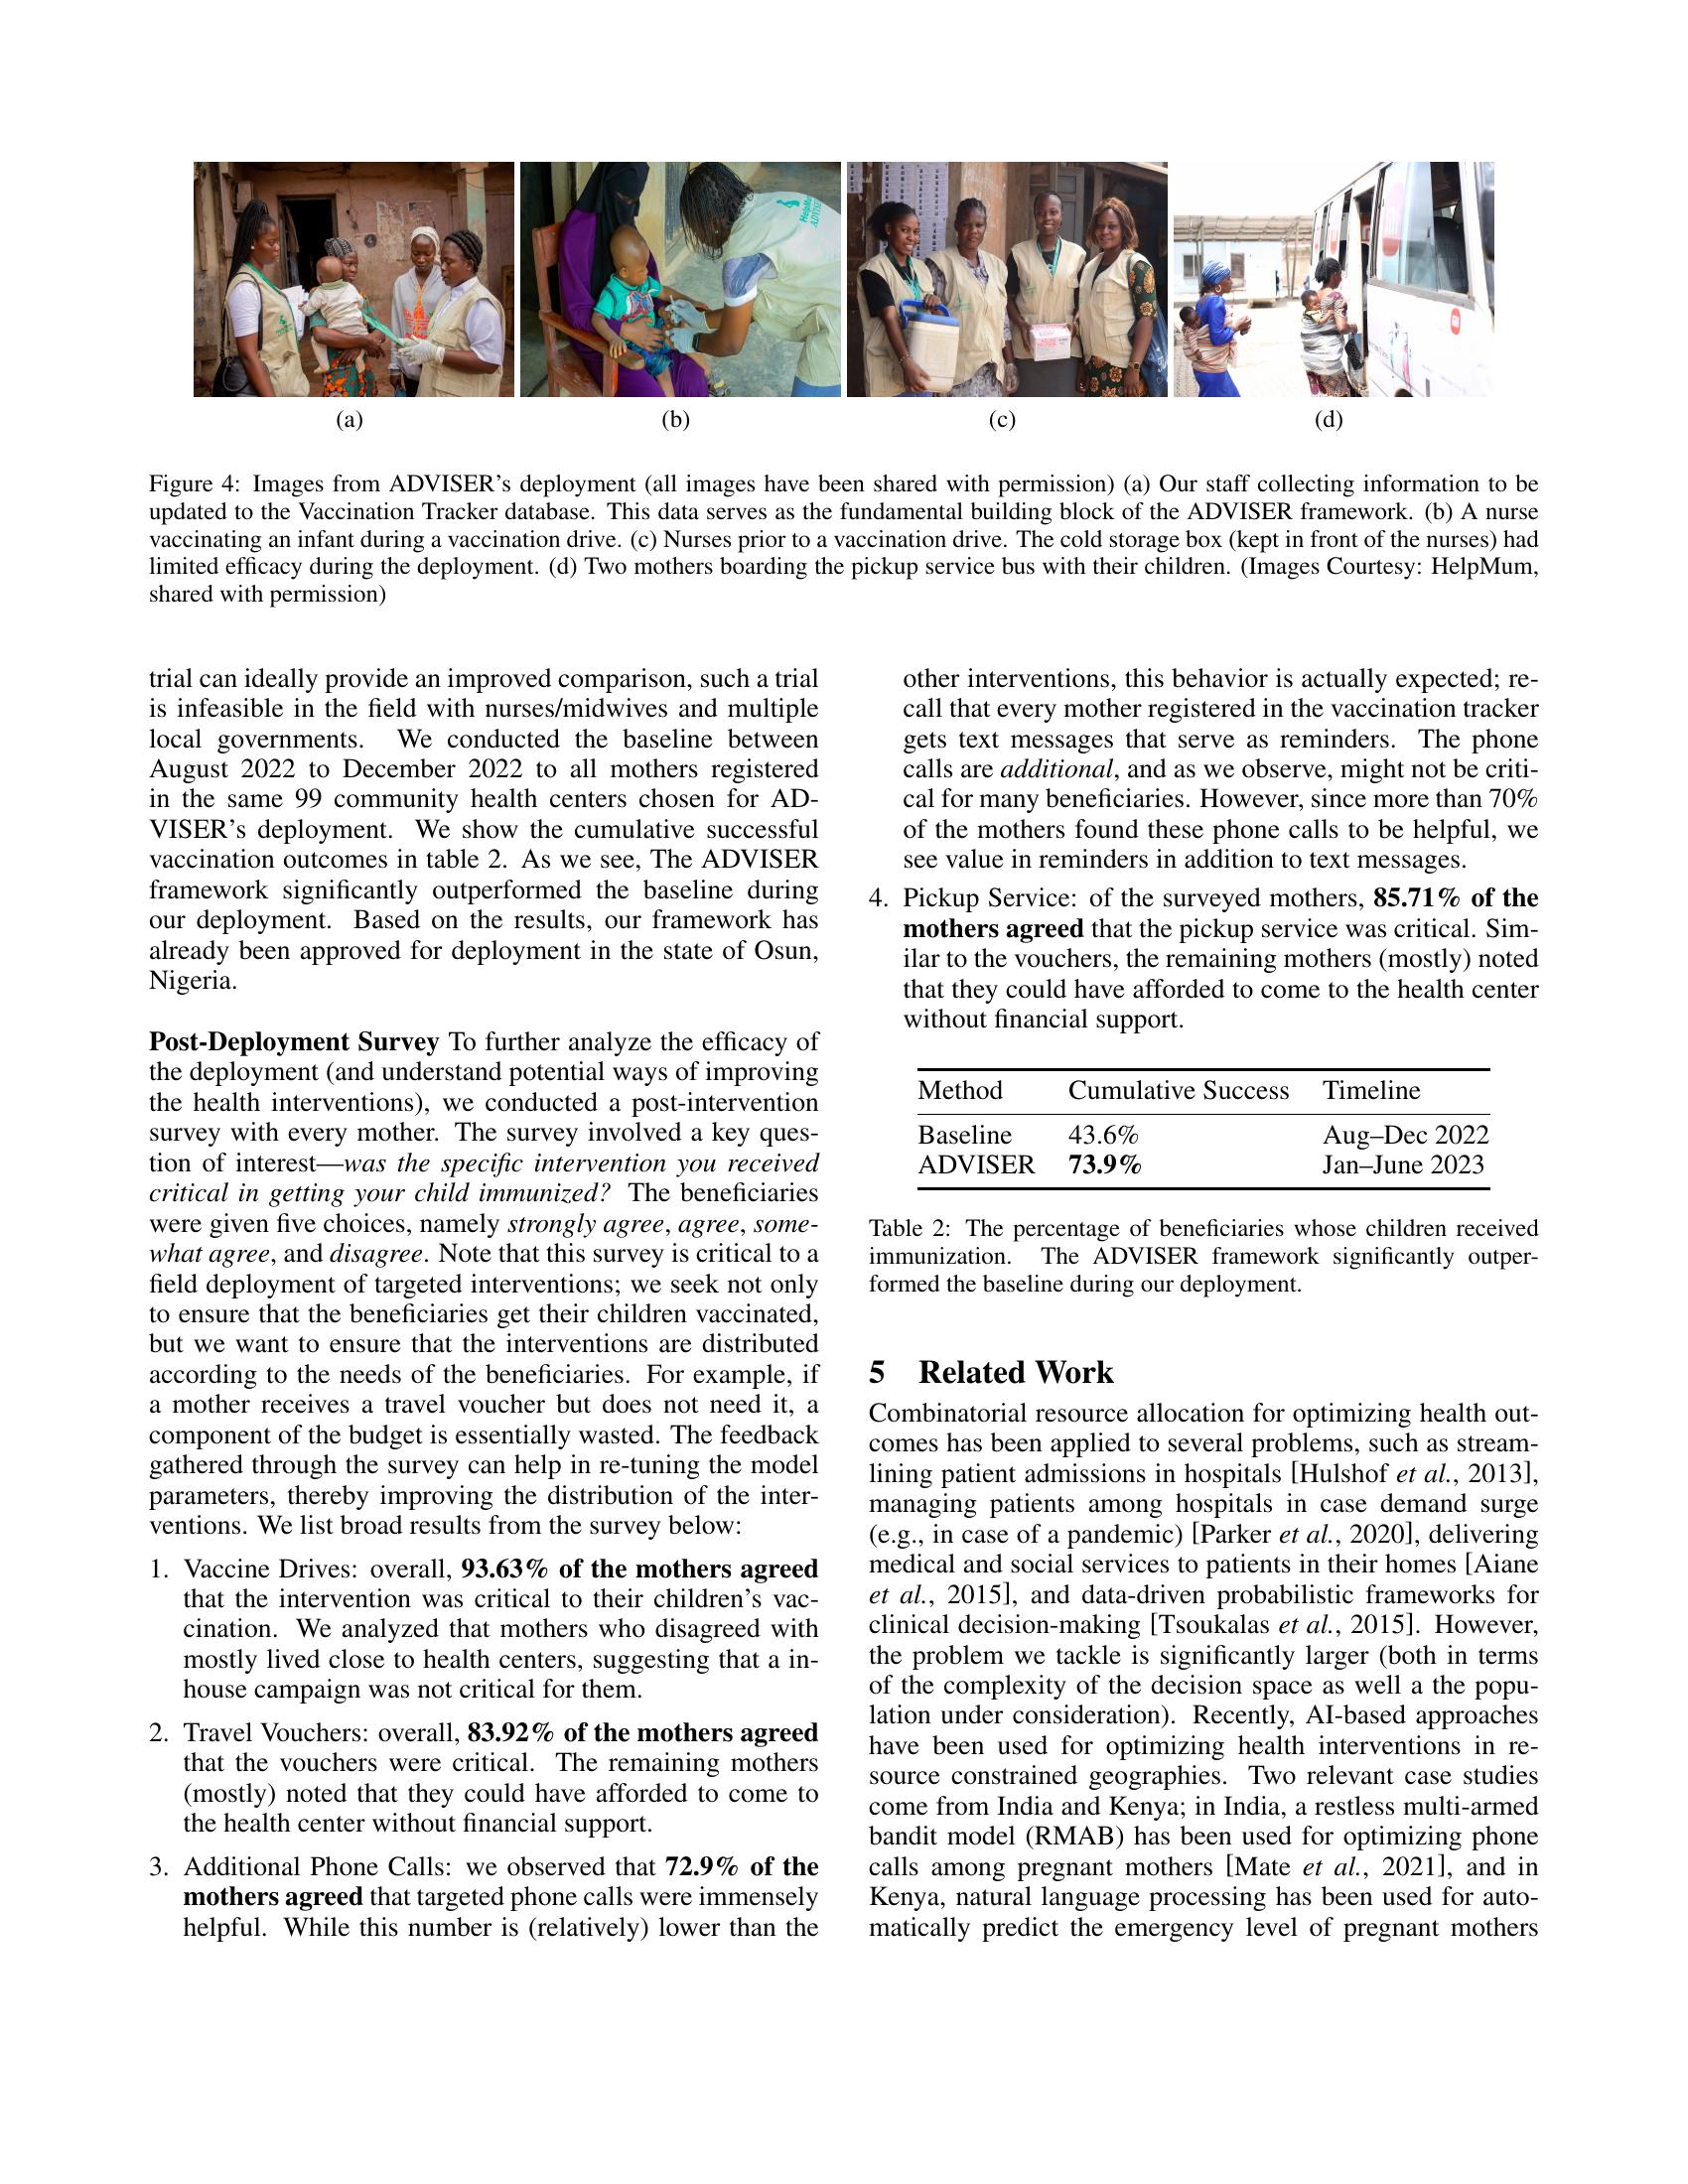 HelpMum
ADVISER
(a)
(b)
(c)
(d)
Figure 4: Images from ADVISER's deployment (all images have been shared with permission) (a) Our staff collecting information to be
updated to the Vaccination Tracker database. This data serves as the fundamental building block of the ADVISER framework. (b) A nurse
vaccinating an infant during a vaccination drive. (c) Nurses prior to a vaccination drive. The cold storage box (kept in front of the nurses) had
limited efficacy during the deployment. (d) Two mothers boarding the pickup service bus with their children. (Images Courtesy: HelpMum,
shared with permission)
trial can ideally provide an improved comparison, such a trial
is infeasible in the field with nurses/midwives and multiple
local governments. We conducted the baseline between
August 2022 to December 2022 to all mothers registered
in the same 99 community health centers chosen for AD-
VISER's deployment. We show the cumulative successful
vaccination outcomes in table 2. As we see, The ADVISER
framework significantly outperformed the baseline during
our deployment. Based on the results, our framework has
already been approved for deployment in the state of Osun,
Nigeria.
Post-Deployment Survey To further analyze the efficacy of
the deployment (and understand potential ways of improving
the health interventions), we conducted a post-intervention
survey with every mother. The survey involved a key ques-
tion of interest—was the specific intervention you received
critical in getting your child immunized? The beneficiaries
were given five choices, namely strongly agree, agree, some-
what agree, and disagree. Note that this survey is critical to a
field deployment of targeted interventions; we seek not only
to ensure that the beneficiaries get their children vaccinated,
but we want to ensure that the interventions are distributed
according to the needs of the beneficiaries. For example, if
a mother receives a travel voucher but does not need it, a
component of the budget is essentially wasted. The feedback
gathered through the survey can help in re-tuning the model
parameters, thereby improving the distribution of the inter-
ventions. We list broad results from the survey below:
1. Vaccine Drives: overall, 93.63% of the mothers agreed
that the intervention was critical to their children's vac-
cination. We analyzed that mothers who disagreed with
mostly lived close to health centers, suggesting that a in-
house campaign was not critical for them.
2. Travel Vouchers: overall, 83.92% of the mothers agreed
that the vouchers were critical. The remaining mothers
(mostly) noted that they could have afforded to come to
the health center without financial support.
3. Additional Phone Calls: we observed that 72.9% of the
mothers agreed that targeted phone calls were immensely
helpful. While this number is (relatively) lower than the
other interventions, this behavior is actually expected; re-
call that every mother registered in the vaccination tracker
gets text messages that serve as reminders. The phone
calls are additional, and as we observe, might not be criti-
cal for many beneficiaries. However, since more than 70%
of the mothers found these phone calls to be helpful, we
see value in reminders in addition to text messages.
4. Pickup Service: of the surveyed mothers, 85.71% of the
mothers agreed that the pickup service was critical. Sim-
ilar to the vouchers, the remaining mothers (mostly) noted
that they could have afforded to come to the health center
without financial support.
Method Cumulative Success Timeline
Baseline 43.6% Aug–Dec 2022
ADVISER 73.9% Jan–June 2023
Table 2: The percentage of beneficiaries whose children received
immunization. The ADVISER framework significantly outper-
formed the baseline during our deployment.
5 Related Work
Combinatorial resource allocation for optimizing health out-
comes has been applied to several problems, such as stream-
lining patient admissions in hospitals [Hulshof et al., 2013],
managing patients among hospitals in case demand surge
(e.g., in case of a pandemic) [Parker et al., 2020], delivering
medical and social services to patients in their homes [Aiane
et al., 2015], and data-driven probabilistic frameworks for
clinical decision-making [Tsoukalas et al., 2015]. However,
the problem we tackle is significantly larger (both in terms
of the complexity of the decision space as well a the popu-
lation under consideration). Recently, AI-based approaches
have been used for optimizing health interventions in re-
source constrained geographies. Two relevant case studies
come from India and Kenya; in India, a restless multi-armed
bandit model (RMAB) has been used for optimizing phone
calls among pregnant mothers [Mate et al., 2021], and in
Kenya, natural language processing has been used for auto-
matically predict the emergency level of pregnant mothers